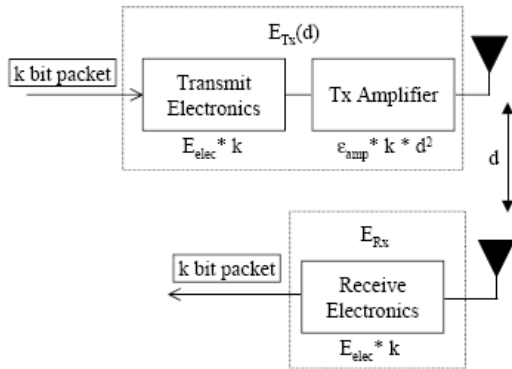 E_Tx(d)
k bit packet
Transmit
Electronics
Tx Amplifier
E_elec* k
ε_amp* k * d²
d
E_Rx
k bit packet
Receive
Electronics
E_elec* k